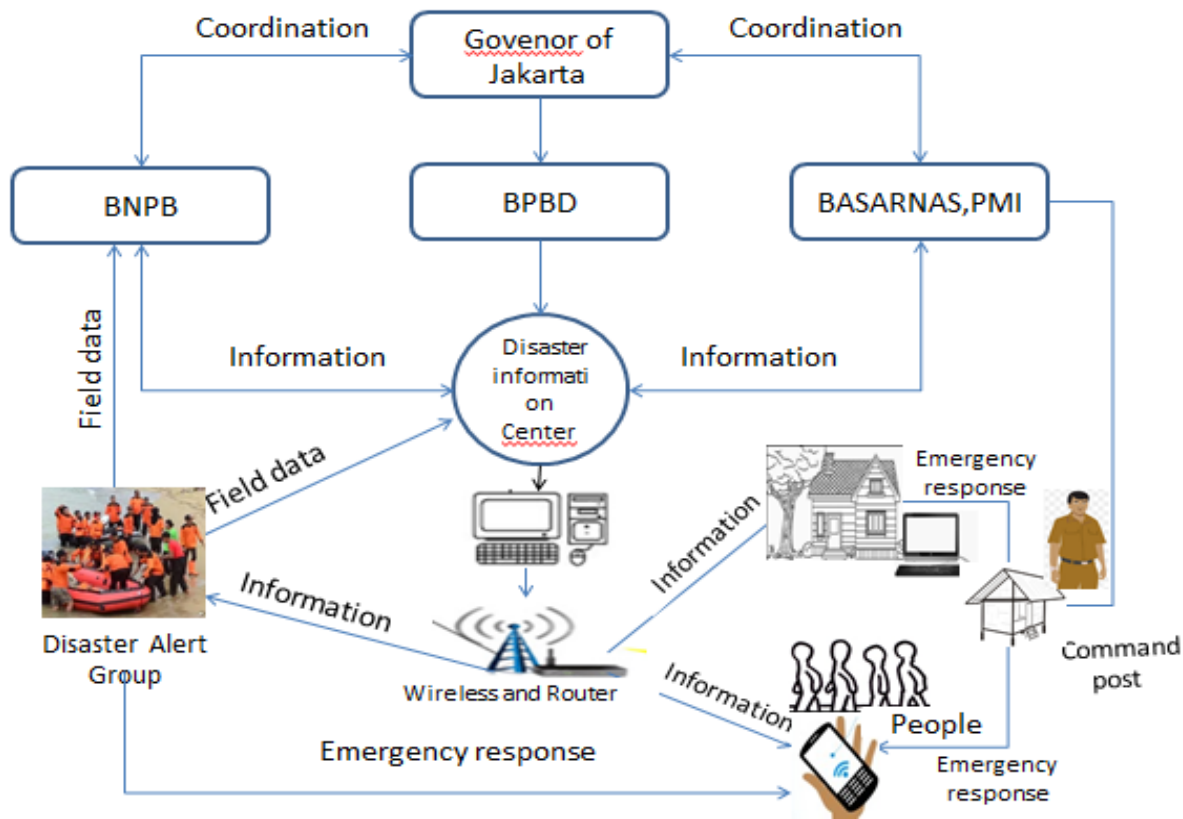 Coordination
Govenor of
Jakarta
Coordination
BNPB
BPBD
BASARNAS,PMI
Field data
Information
Disaster
informati
on
Center
Information
Field data
Emergency
response
Information
Information
Disaster Alert
Group
Wireless and Router
Information
Command
post
People
Emergency response
Emergency
response